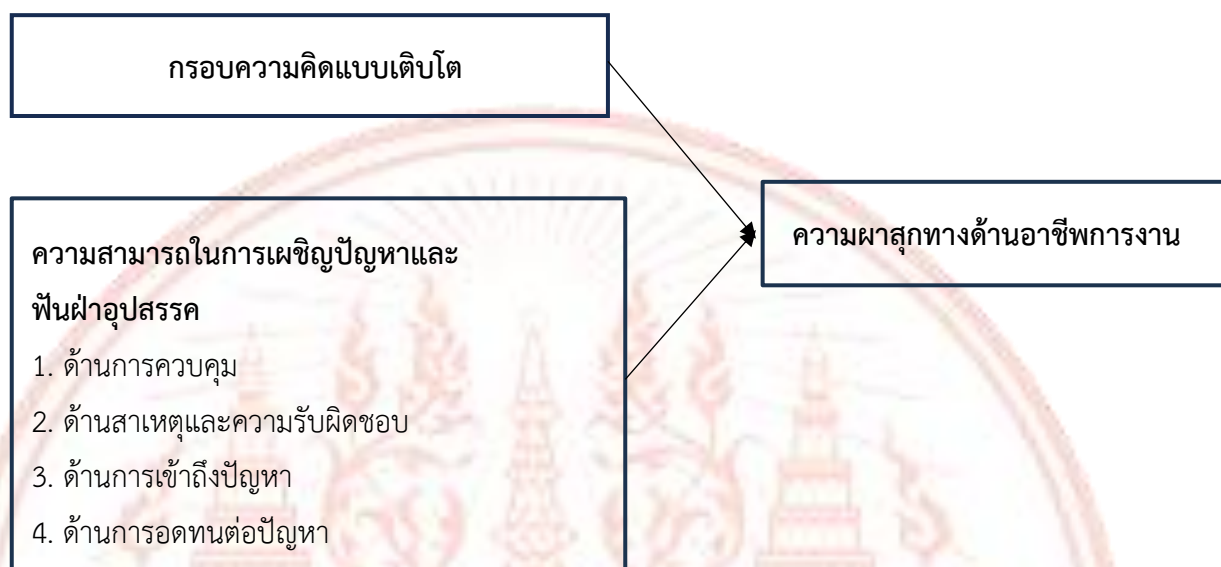 กรอบความคิดแบบเติบโต
ความสามารถในการเผชิญปัญหาและ
ฟันฝ่าอุปสรรค
1. ด้านการควบคุม
2. ด้านสาเหตุและความรับผิดชอบ
3. ด้านการเข้าถึงปัญหา
4. ด้านการอดทนต่อปัญหา
ความผาสุกทางด้านอาชีพการงาน